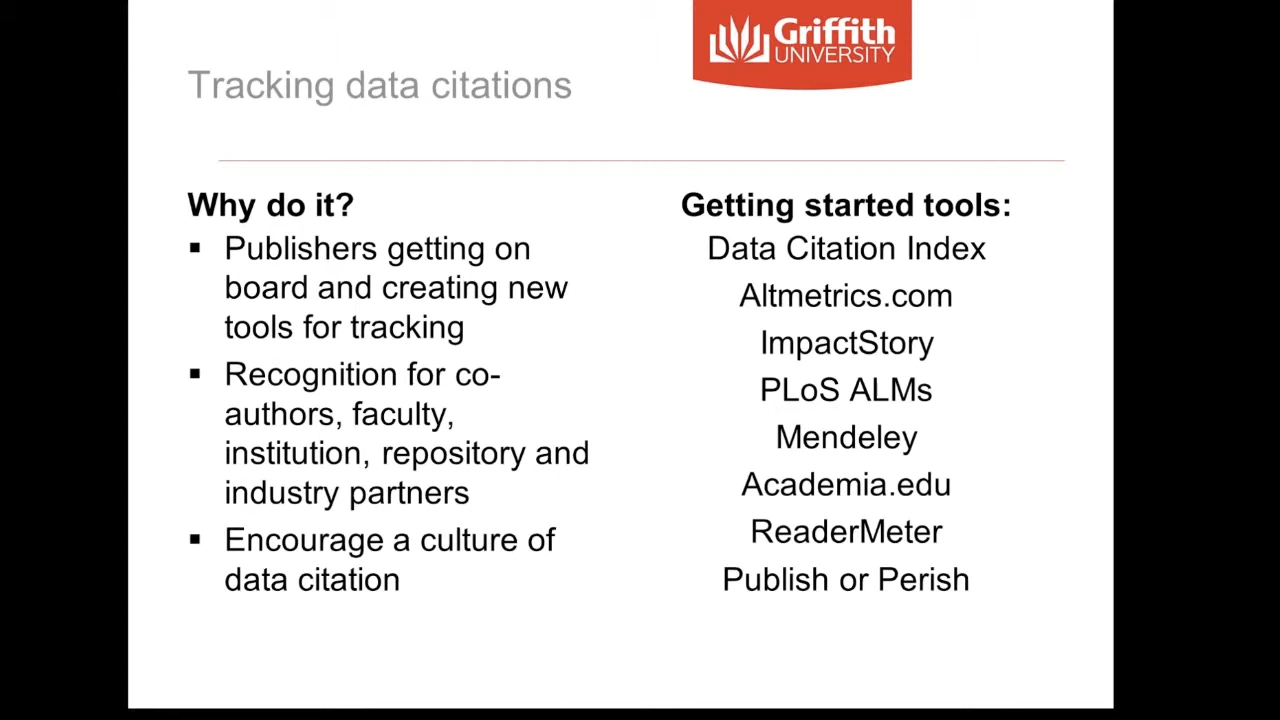 Griffith
UNIVERSITY
Tracking data citations
Why do it?
▪ Publishers getting on
board and creating new
tools for tracking
▪ Recognition for co-
authors, faculty,
institution, repository and
industry partners
▪ Encourage a culture of
data citation
Getting started tools:
Data Citation Index
Altmetrics.com
ImpactStory
PLoS ALMs
Mendeley
Academia.edu
ReaderMeter
Publish or Perish